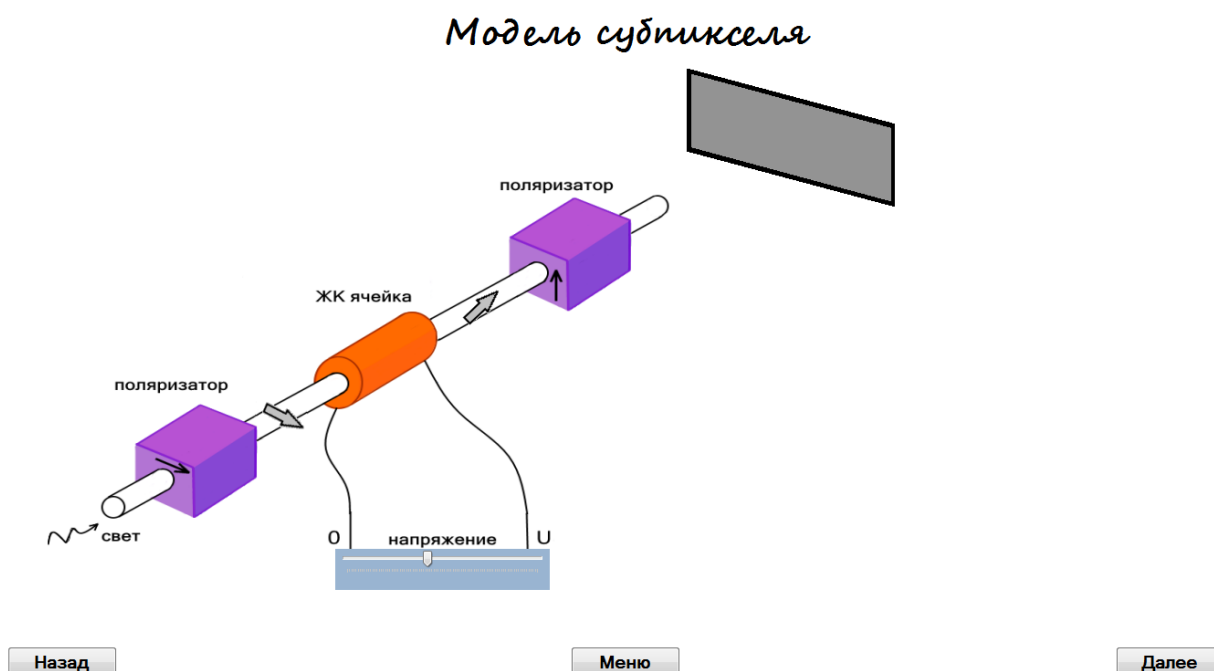 Модель субпикселя
поляризатор
ЖК ячейка
поляризатор
свет
0 напряжение U
Назад Меню Далее